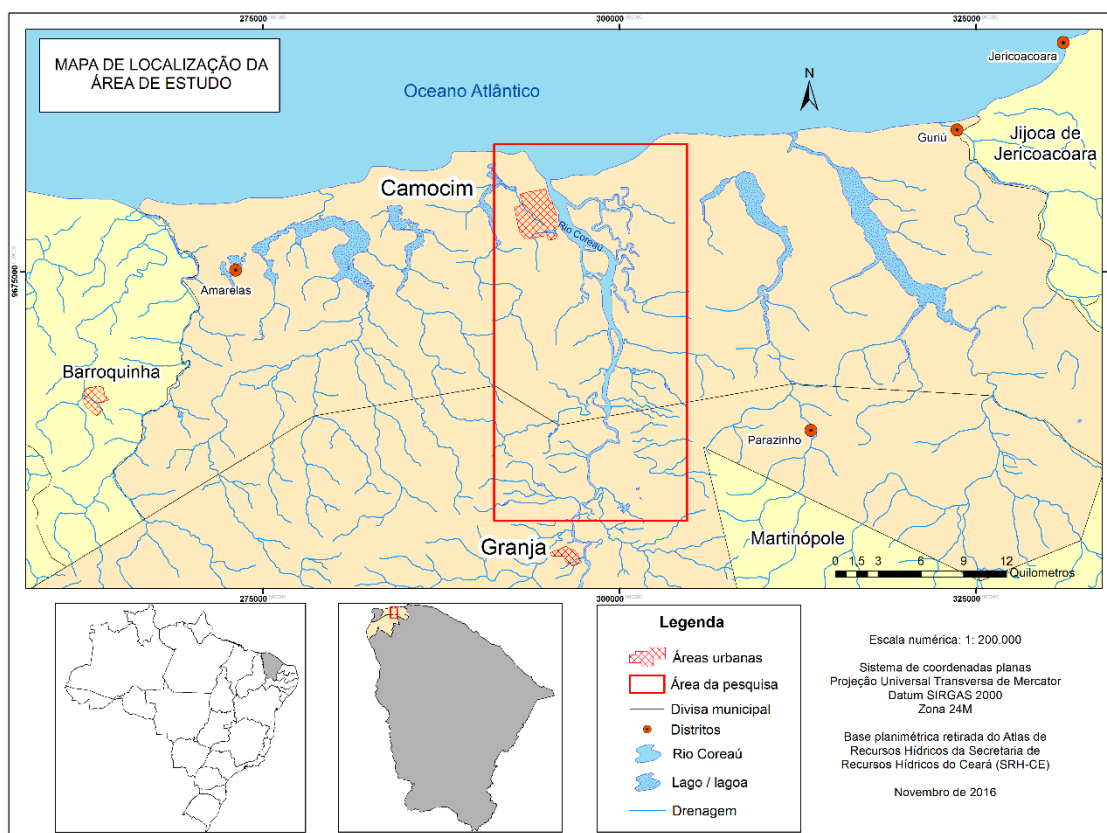 275000
300000
325000
MAPA DE LOCALIZAÇÃO DA
ÁREA DE ESTUDO
Oceano Atlântico
N
Jericoacoara
Guriú
Jijoca de
Jericoacoara
Camocim
Rio Coreaú
9675000
9675000
Amarelas
Barroquinha
Parazinho
Granja
Martinópole
0 1,5 3 6 9 12
Quilometros
275000
300000
325000
Legenda
Áreas urbanas
Área da pesquisa
Divisa municipal
Distritos
Rio Coreaú
Lago / lagoa
Drenagem
Escala numérica: 1: 200.000
Sistema de coordenadas planas
Projeção Universal Transversa de Mercator
Datum SIRGAS 2000
Zona 24M
Base planimétrica retirada do Atlas de
Recursos Hídricos da Secretaria de
Recursos Hídricos do Ceará (SRH-CE)
Novembro de 2016